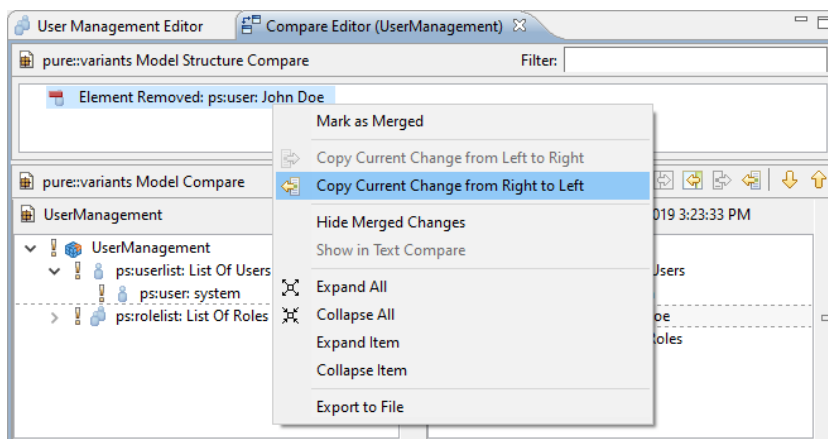 User Management Editor
Compare Editor (UserManagement)
pure::variants Model Structure Compare
Filter:
Element Removed: ps:user: John Doe
Mark as Merged
Copy Current Change from Left to Right
pure::variants Model Compare
Copy Current Change from Right to Left
UserManagement
Hide Merged Changes
019 3:23:33 PM
UserManagement
Show in Text Compare
ps:userlist: List Of Users
Expand All
ps:user: system
ps:rolelist: List Of Roles
Collapse All
Expand Item
Collapse Item
Export to File